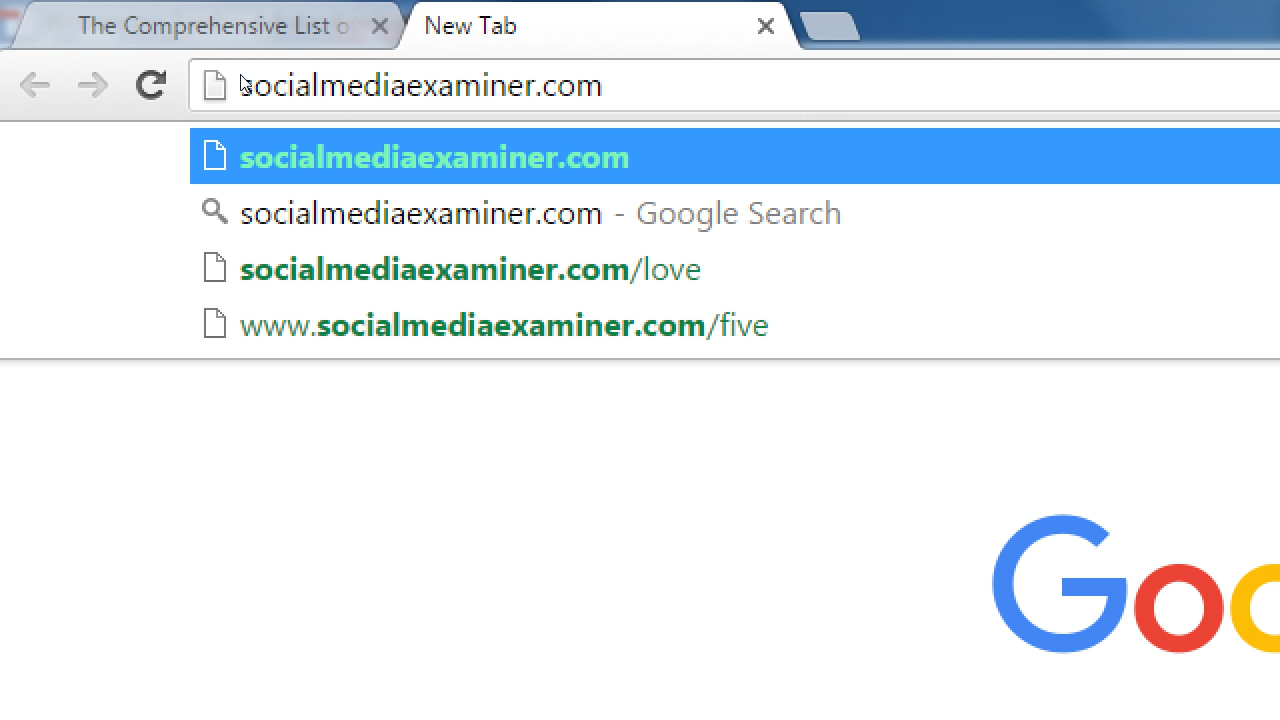 The Comprehensive List o
New Tab
socialmediaexaminer.com
socialmediaexaminer.com
socialmediaexaminer.com - Google Search
socialmediaexaminer.com/love
www.socialmediaexaminer.com/five
Goo